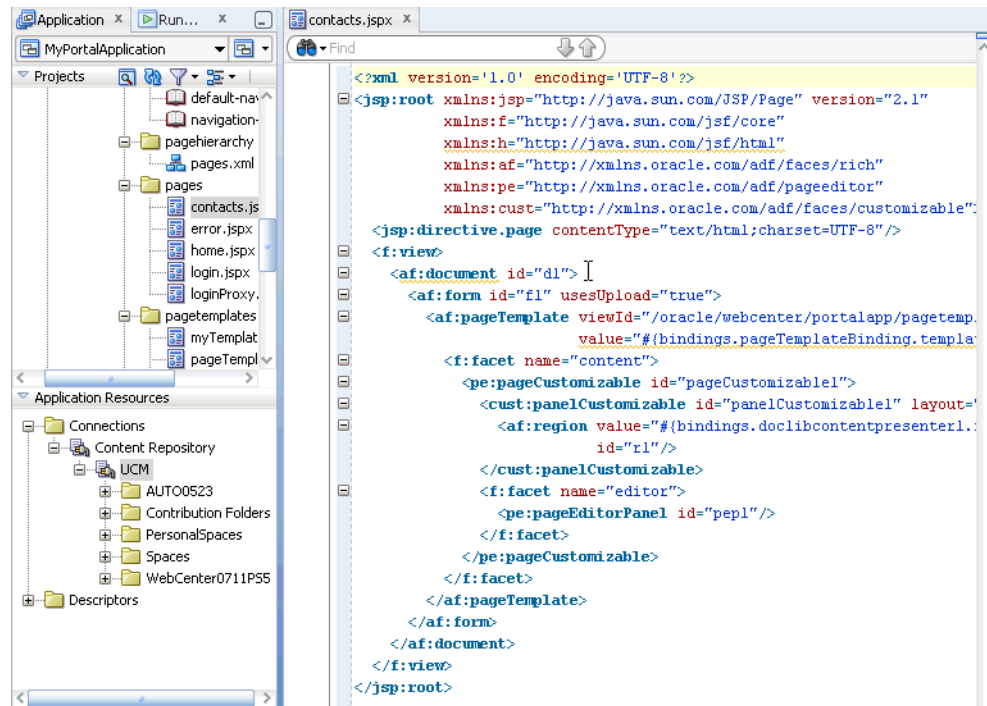 Application
Run...
MyPortalApplication
Projects
default-nav
navigation-
pagehierarchy
pages.xml
pages
contacts.js
error.jspx
home.jspx
login.jspx
loginProxy.
pagetemplates
myTemplat
pageTempl
Application Resources
Connections
Content Repository
UCM
AUTO0523
Contribution Folders
PersonalSpaces
Spaces
WebCenter0711PS5
Descriptors
contacts.jspx
Find
<?xml version='1.0' encoding='UTF-8'?>
<jsp:root xmlns:jsp="http://java.sun.com/JSP/Page" version="2.1"
xmlns:f="http://java.sun.com/jsf/core"
xmlns:h="http://java.sun.com/jsf/html"
xmlns:af="http://xmlns.oracle.com/adf/faces/rich"
xmlns:pe="http://xmlns.oracle.com/adf/pageeditor"
xmlns:cust="http://xmlns.oracle.com/adf/faces/customizable"
<jsp:directive.page contentType="text/html;charset=UTF-8"/>
<f:view>
<af:document id="d1">
<af:form id="f1" usesUpload="true">
<af:pageTemplate viewId="/oracle/webcenter/portalapp/pagetemp
value="#{bindings.pageTemplateBinding.templa
<f:facet name="content">
<pe:pageCustomizable id="pageCustomizable1">
<cust:panelCustomizable id="panelCustomizable1" layout="
<af:region value="#{bindings.doclibcontentpresenter1.
id="r1"/>
</cust:panelCustomizable>
<f:facet name="editor">
<pe:pageEditorPanel id="pep1"/>
</f:facet>
</pe:pageCustomizable>
</f:facet>
</af:pageTemplate>
</af:form>
</af:document>
</f:view>
</jsp:root>